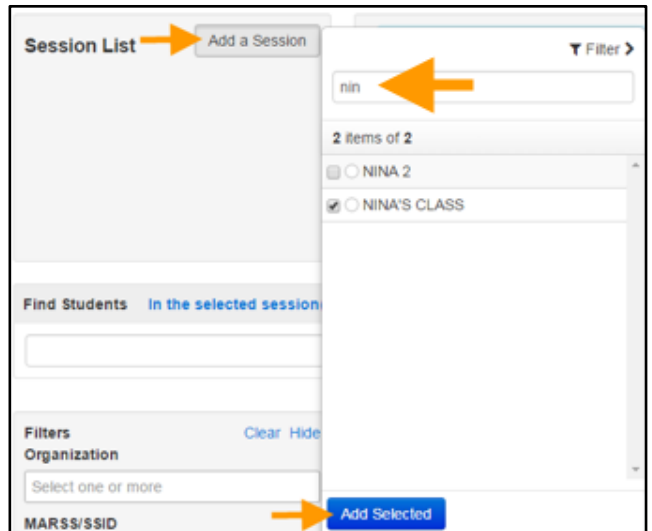 Session List
Add a Session
Filter
nin
2 items of 2
NINA 2
NINA'S CLASS
Find Students In the selected session
Filters Clear Hide
Organization
Select one or more
MARSS/SSID
Add Selected